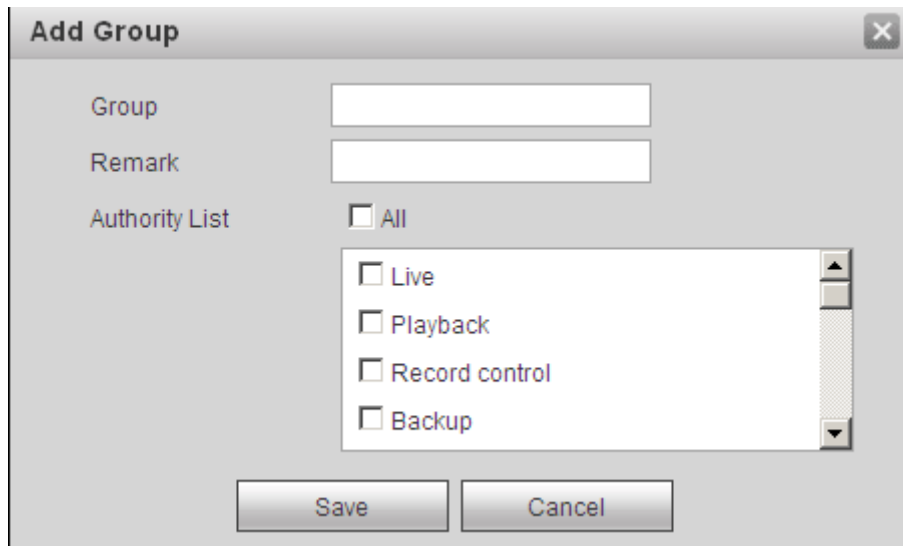 Add Group
Group
Remark
Authority List All
Live
Playback
Record control
Backup
Save Cancel